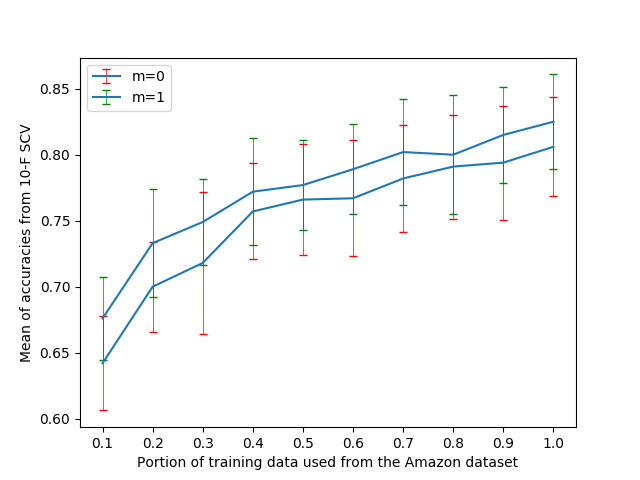 m=0
m=1
0.85
0.80
0.75
0.70
0.65
0.60
Mean of accuracies from 10-F SCV
0.1 0.2 0.3 0.4 0.5 0.6 0.7 0.8 0.9 1.0
Portion of training data used from the Amazon dataset